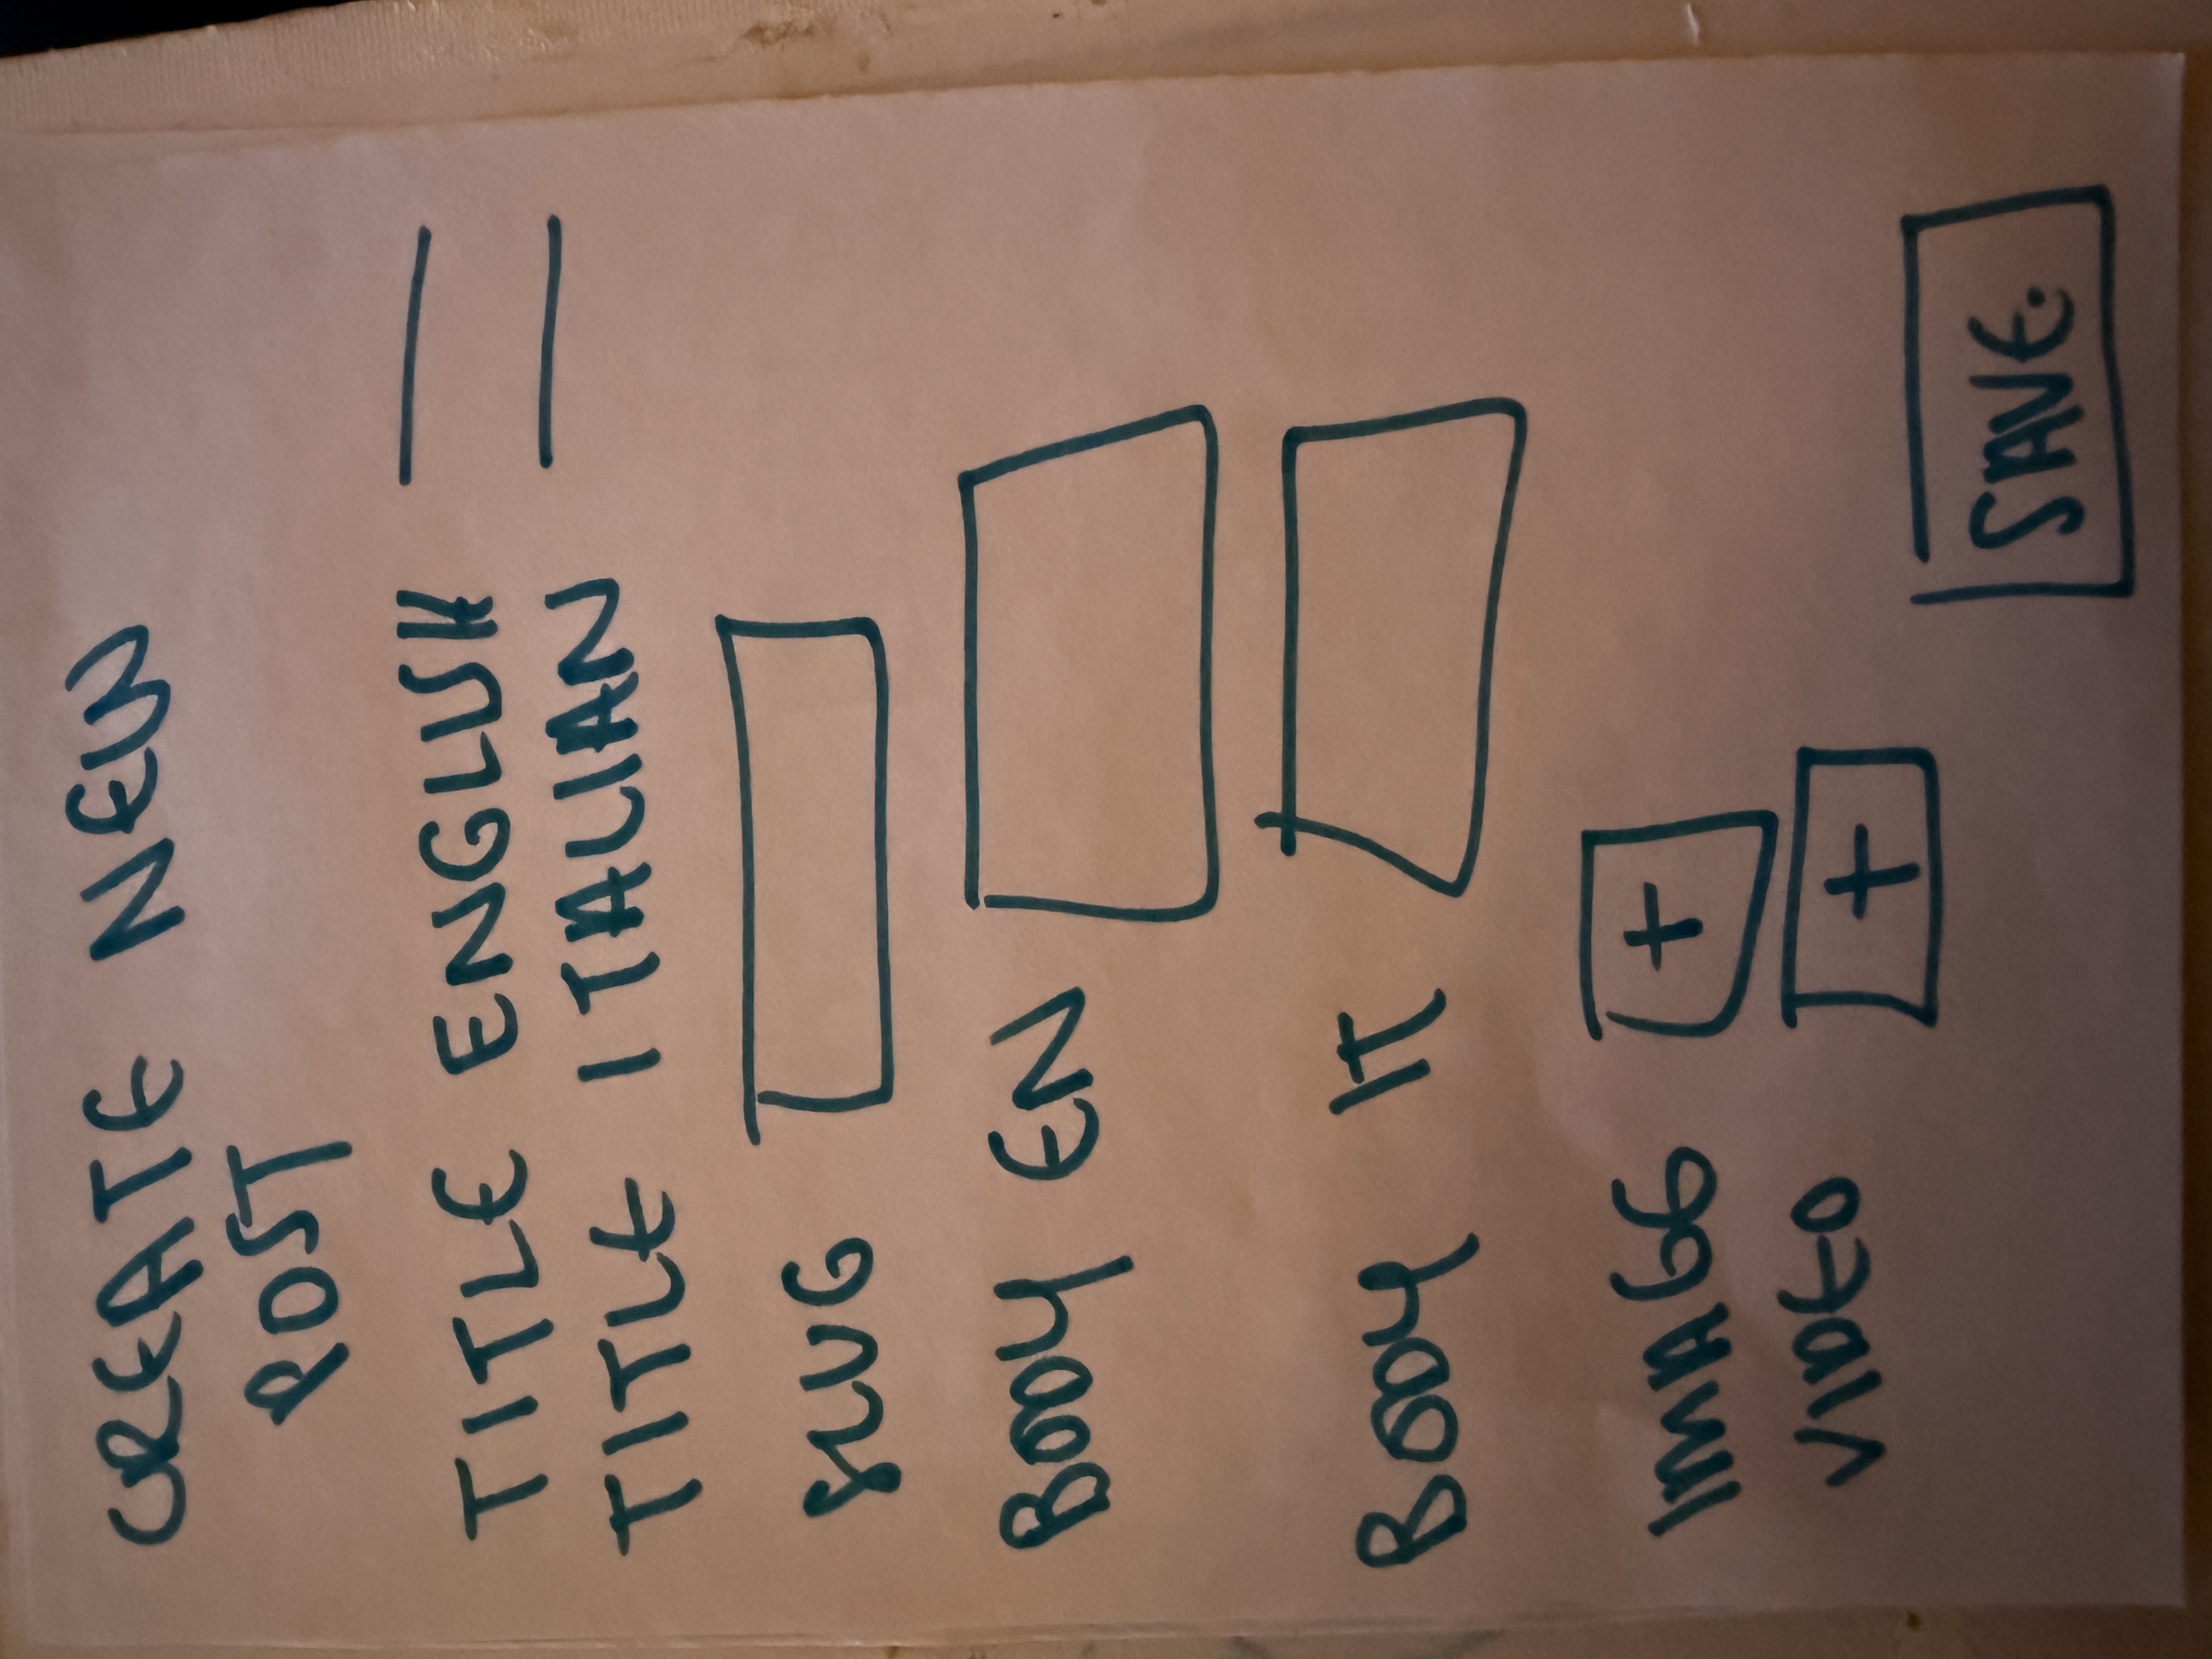 CREATE NEW
POST
TITLE ENGLISH
TITLE ITALIAN
SLUG
BODY EN
BODY IT
IMAGE
+
VIDEO
+
SAVE.